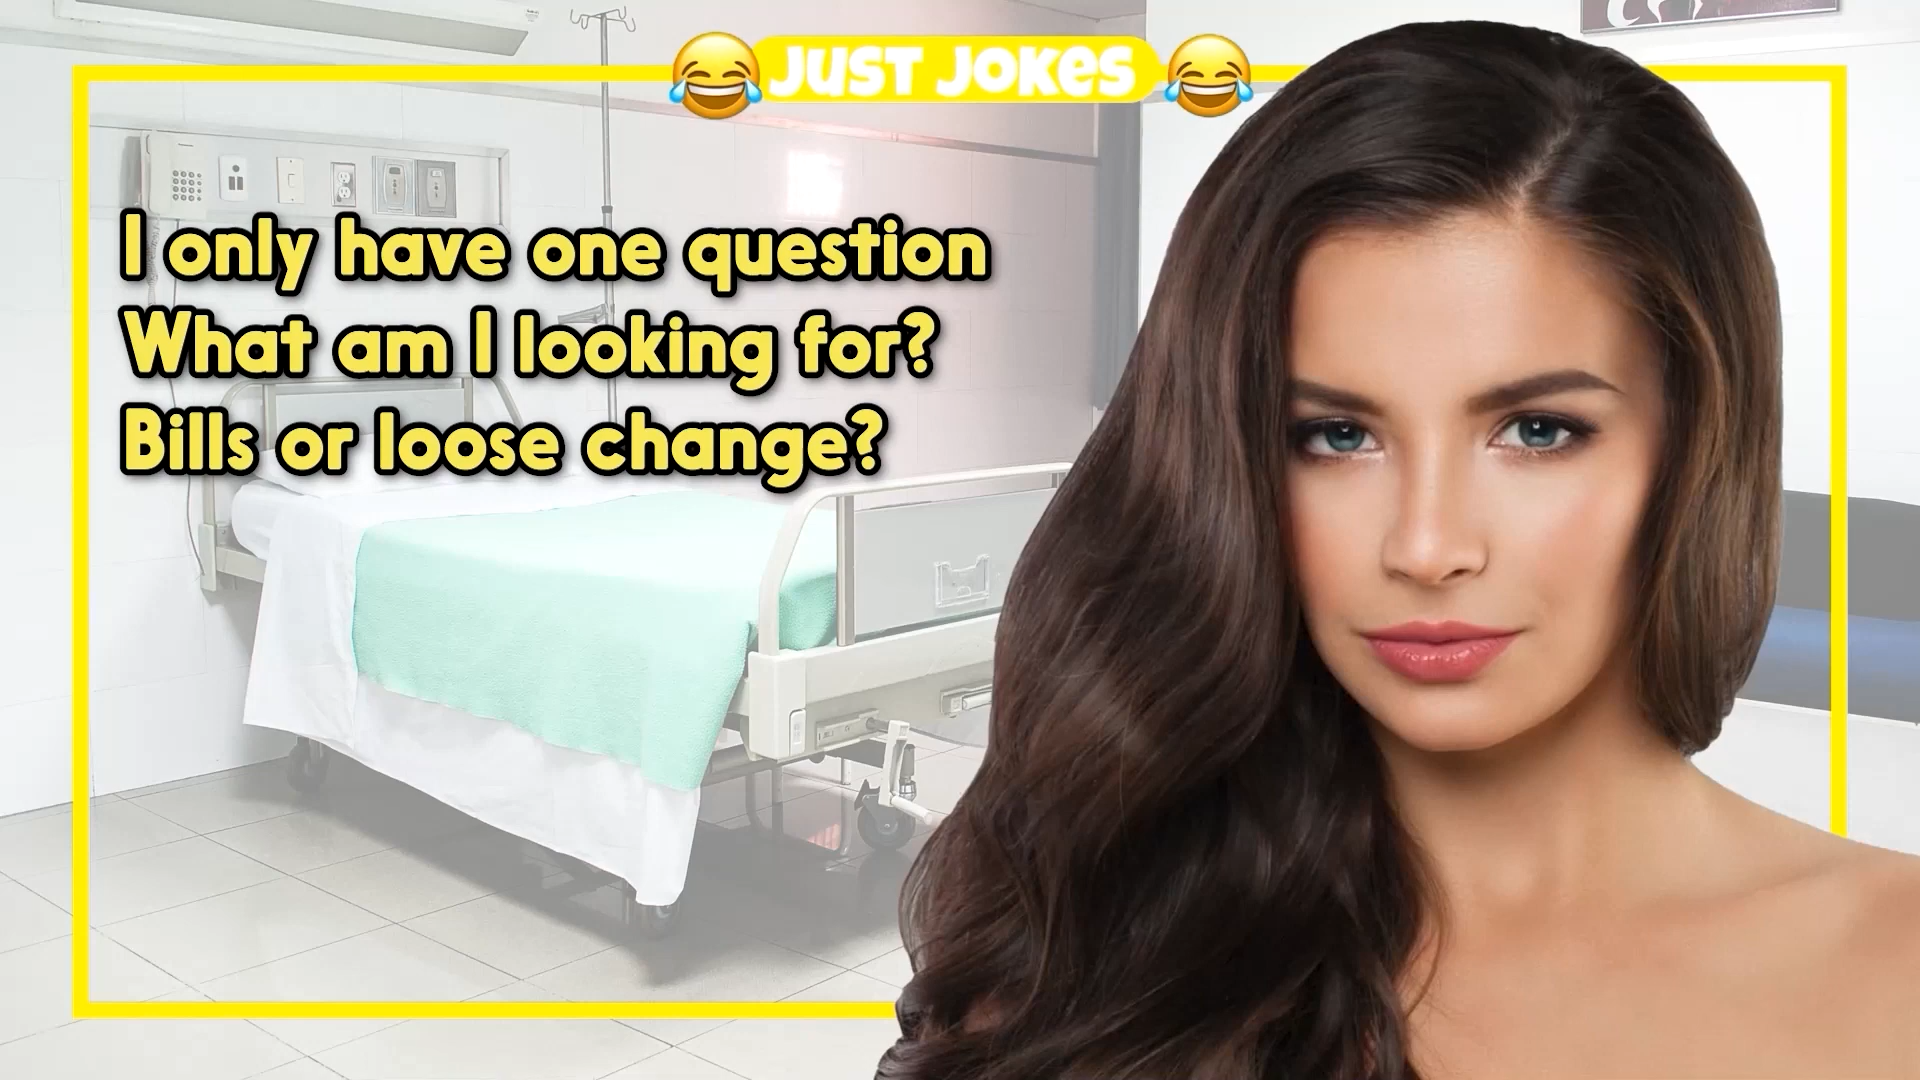 JUST JOKES
I only have one question
What am I looking for?
Bills or loose change?